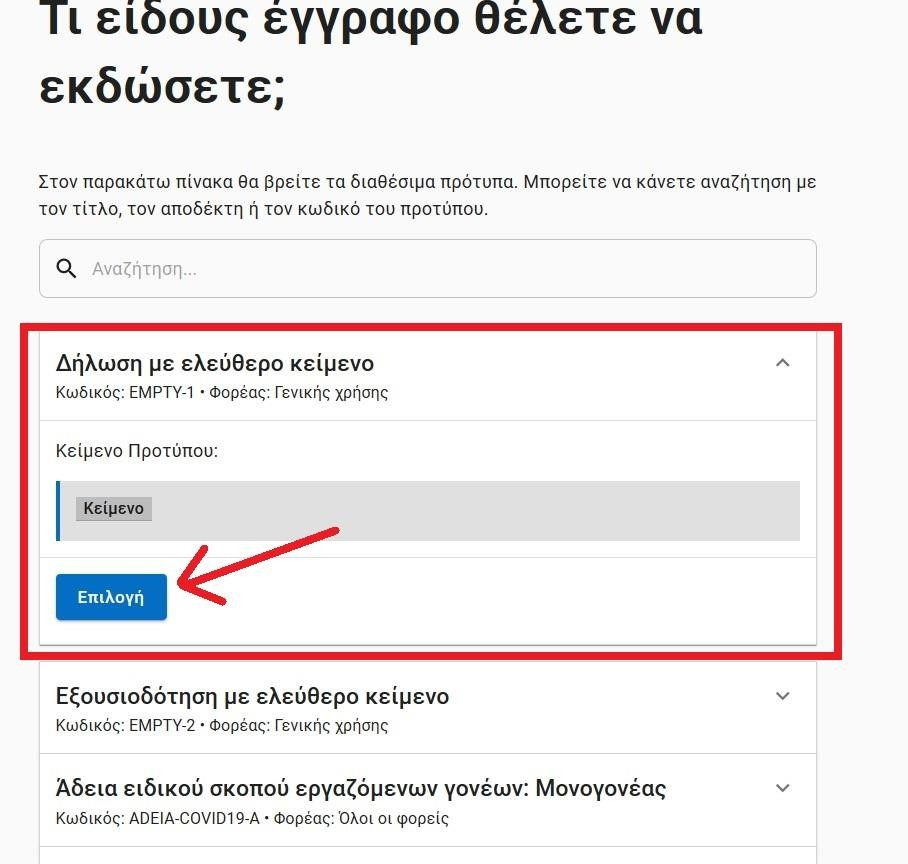 Τι είδους έγγραφο θέλετε να
εκδώσετε;
Στον παρακάτω πίνακα θα βρείτε τα διαθέσιμα πρότυπα. Μπορείτε να κάνετε αναζήτηση με
τον τίτλο, τον αποδέκτη ή τον κωδικό του προτύπου.
Αναζήτηση...
Δήλωση με ελεύθερο κείμενο
Κωδικός: EMPTY-1 • Φορέας: Γενικής χρήσης
Κείμενο Προτύπου:
Κείμενο
Επιλογή
Εξουσιοδότηση με ελεύθερο κείμενο
Κωδικός: EMPTY-2 • Φορέας: Γενικής χρήσης
Άδεια ειδικού σκοπού εργαζόμενων γονέων: Μονογονέας
Κωδικός: ADEIA-COVID19-A • Φορέας: Όλοι οι φορείς